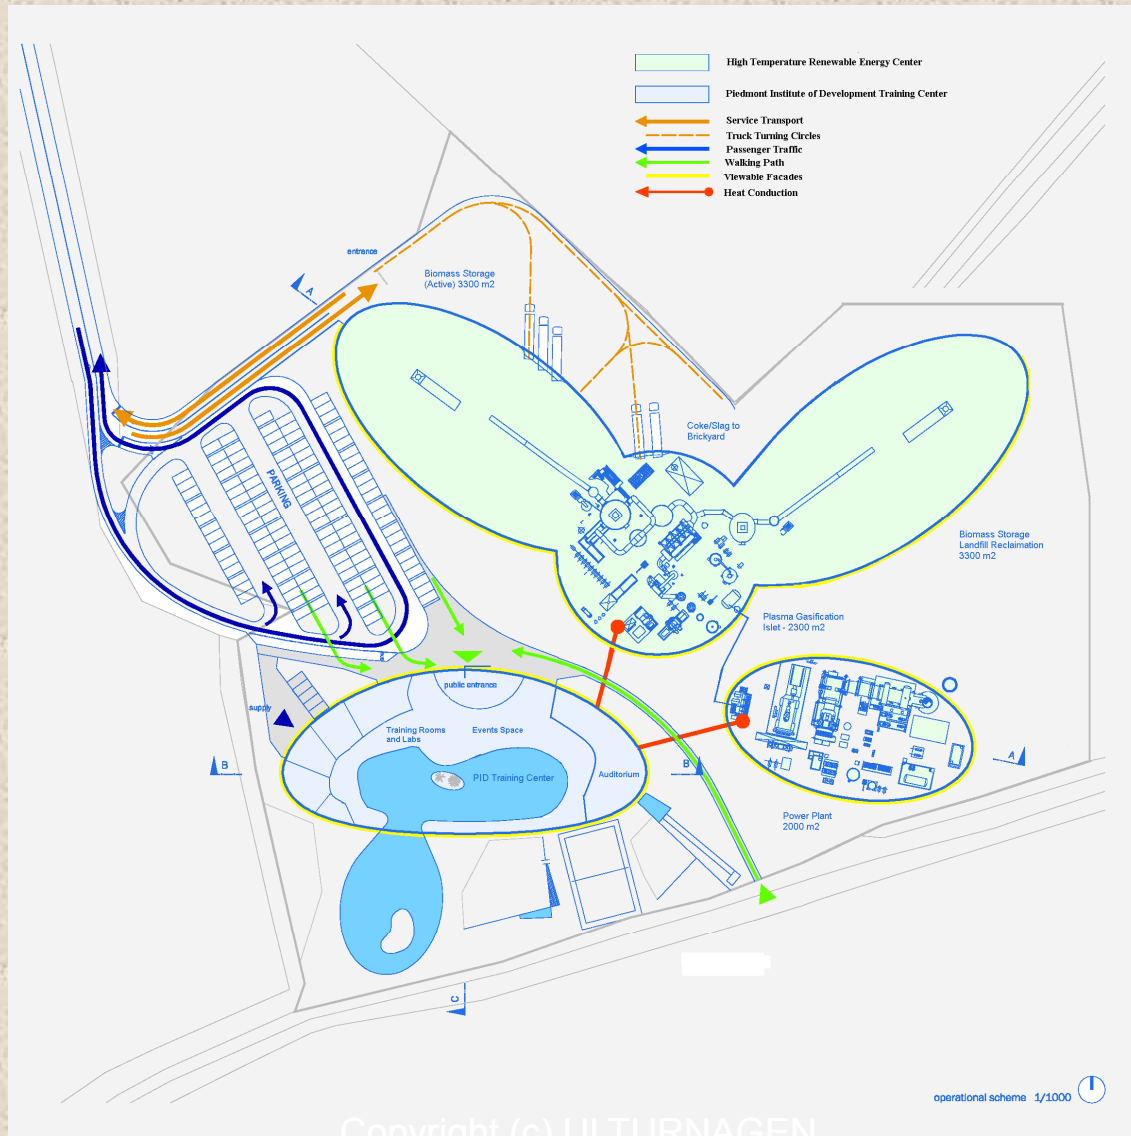 High Temperature Renewable Energy Center
Piedmont Institute of Development Training Center
Service Transport
Truck Turning Circles
Passenger Traffic
Walking Path
Viewable Facades
Heat Conduction
entrance
A
Biomass Storage
(Active) 3300 m2
Coke/Slag to
Brickyard
PARKING
Biomass Storage
Landfill Reclaimation
3300 m2
Plasma Gasification
Islet - 2300 m2
public entrance
supply
Training Rooms
and Labs
Events Space
B
PID Training Center
Auditorium
B
A
Power Plant
2000 m2
C
operational scheme 1/1000
Copyright (c) ULTURNAGEN